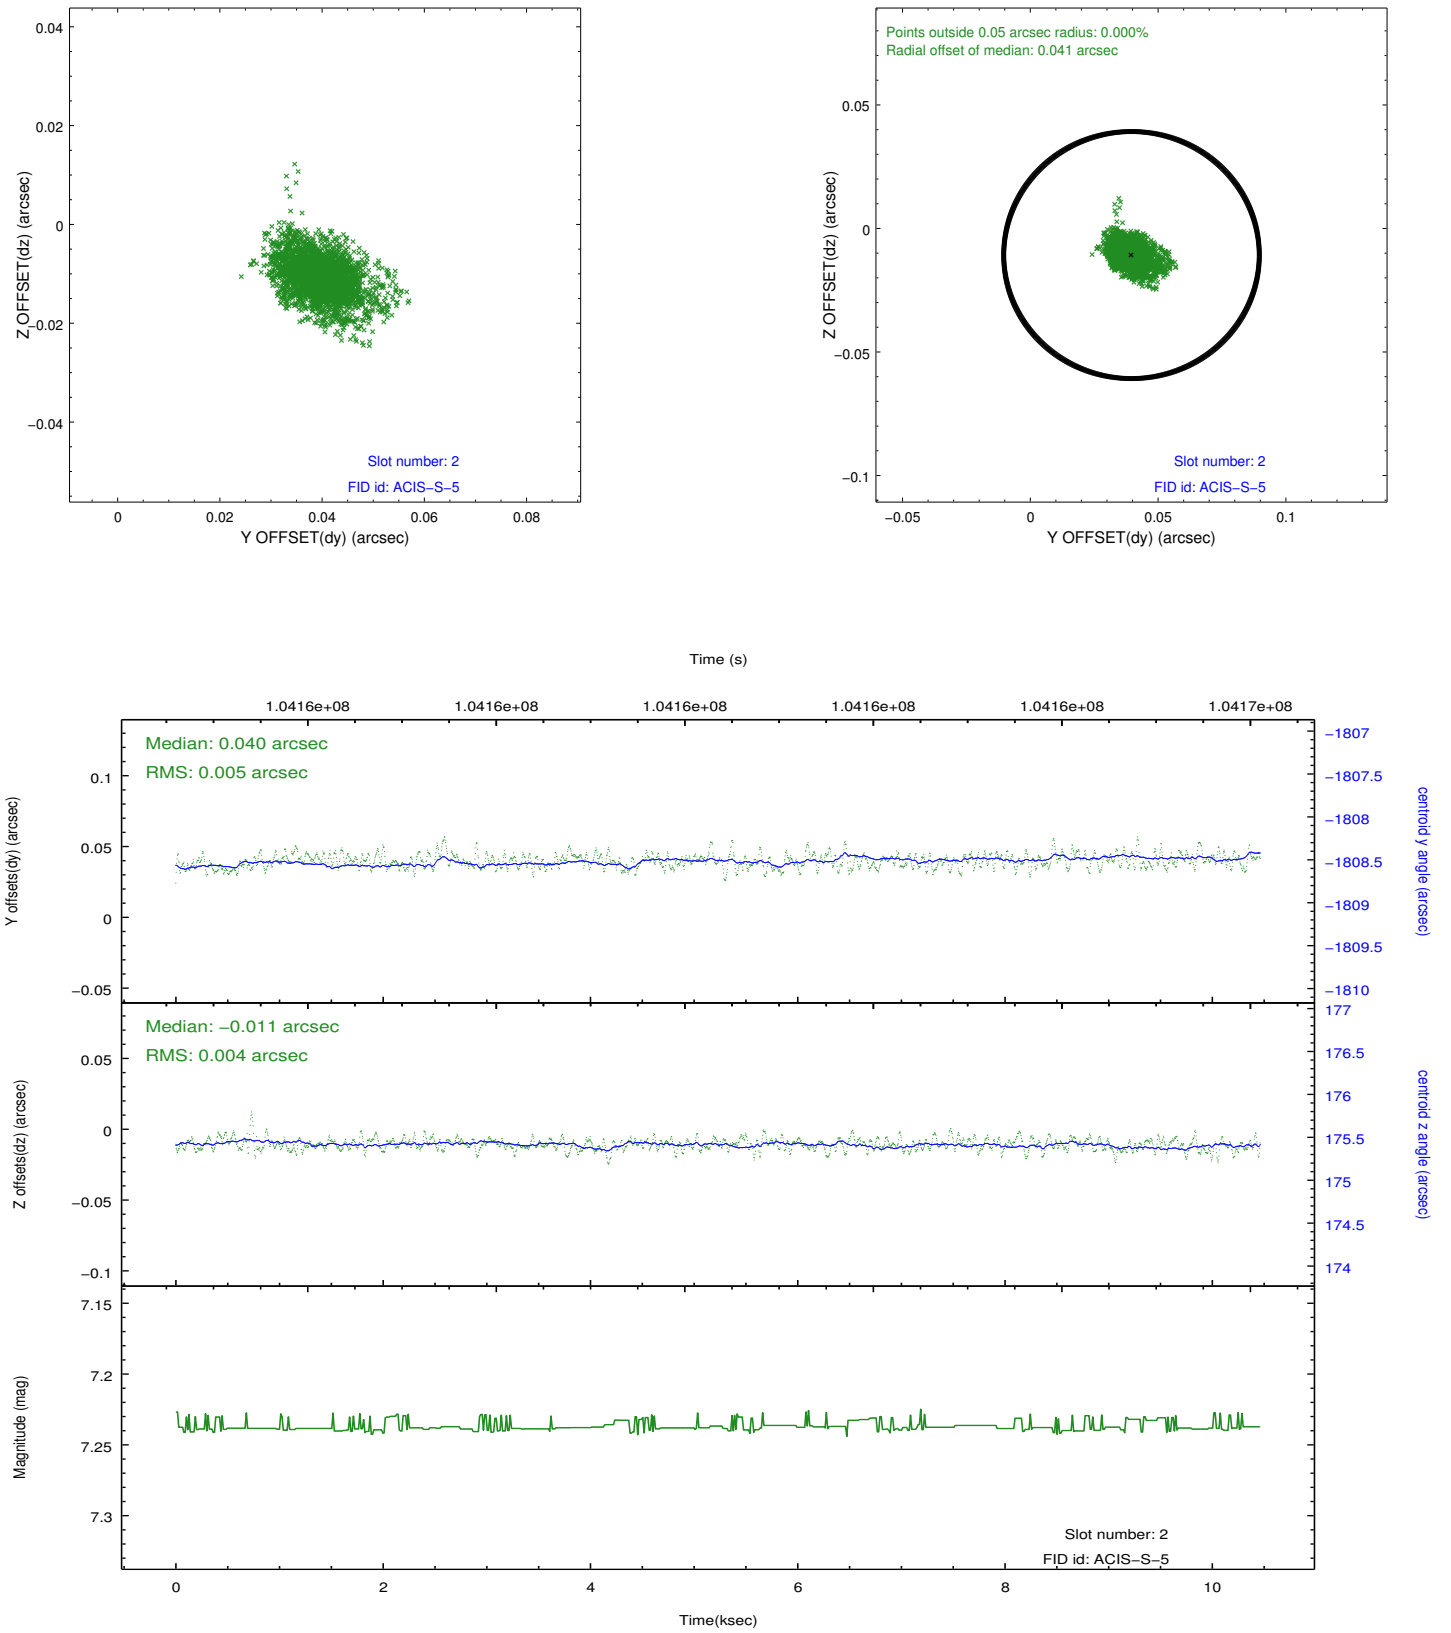 0.04
0.02
0
−0.02
−0.04
Z OFFSET(dz) (arcsec)
Slot number: 2
FID id: ACIS−S−5
0
0.02
0.04
0.06
0.08
Y OFFSET(dy) (arcsec)
Points outside 0.05 arcsec radius: 0.000%
Radial offset of median: 0.041 arcsec
0.05
0
−0.05
−0.1
Z OFFSET(dz) (arcsec)
Slot number: 2
FID id: ACIS−S−5
−0.05
0
0.05
0.1
Y OFFSET(dy) (arcsec)
Time (s)
1.0416e+08
1.0416e+08
1.0416e+08
1.0416e+08
1.0416e+08
1.0417e+08
Median: 0.040 arcsec
RMS: 0.005 arcsec
0.1
0.05
0
−0.05
Y offsets(dy) (arcsec)
−1807
−1807.5
−1808
−1808.5
−1809
−1809.5
−1810
centroid y angle (arcsec)
Median: −0.011 arcsec
RMS: 0.004 arcsec
0.05
0
−0.05
−0.1
Z offsets(dz) (arcsec)
177
176.5
176
175.5
175
174.5
174
centroid z angle (arcsec)
7.15
7.2
7.25
7.3
Magnitude (mag)
Slot number: 2
FID id: ACIS−S−5
0
2
4
6
8
10
Time(ksec)